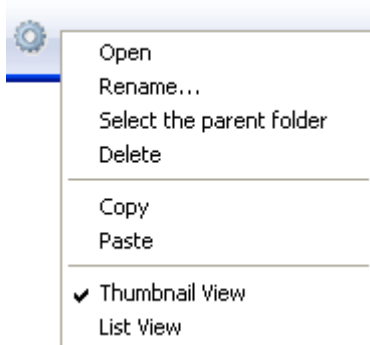 Open
Rename...
Select the parent folder
Delete
Copy
Paste
Thumbnail View
List View